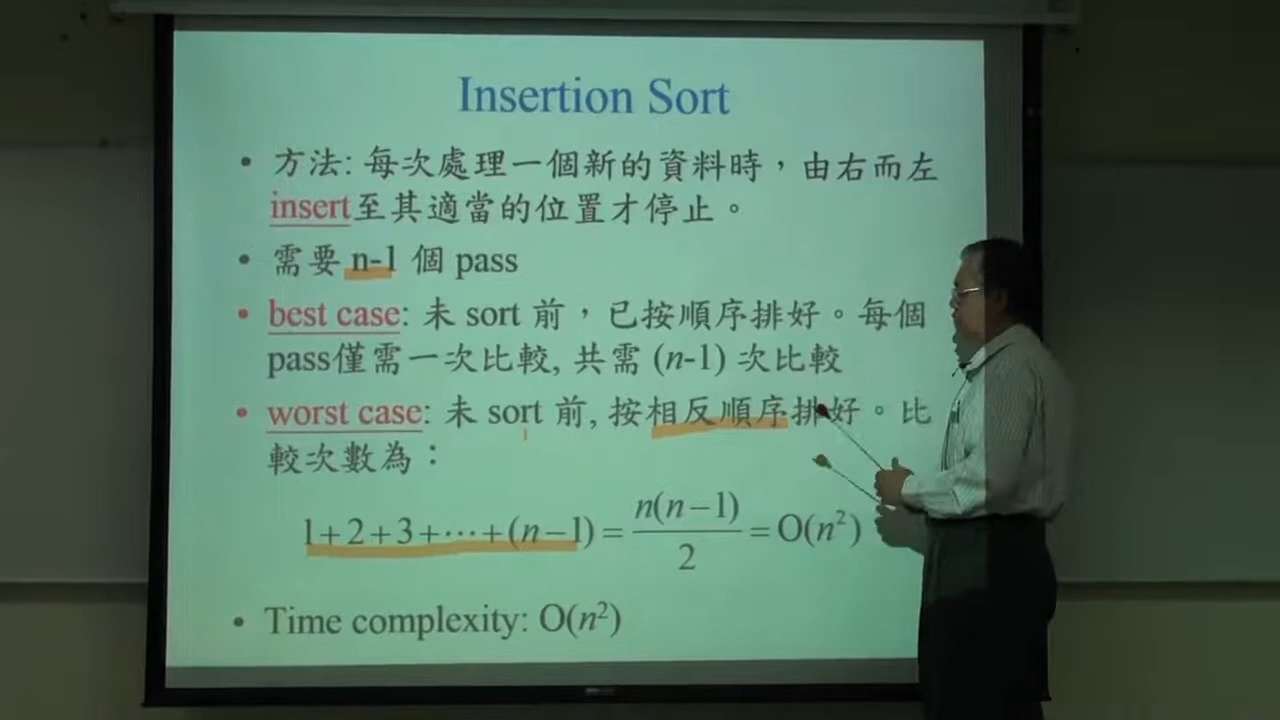 Insertion Sort
• 方法: 每次處理一個新的資料時，由右而左
insert至其適當的位置才停止。
• 需要 n-1 個 pass
• best case: 未 sort 前，已按順序排好。每個
pass僅需一次比較, 共需 (n-1) 次比較
• worst case: 未 sort 前, 按相反順序排好。比
較次數為：
1+2+3+⋯+(n−1)= n(n−1)/2 =O(n²)
• Time complexity: O(n²)